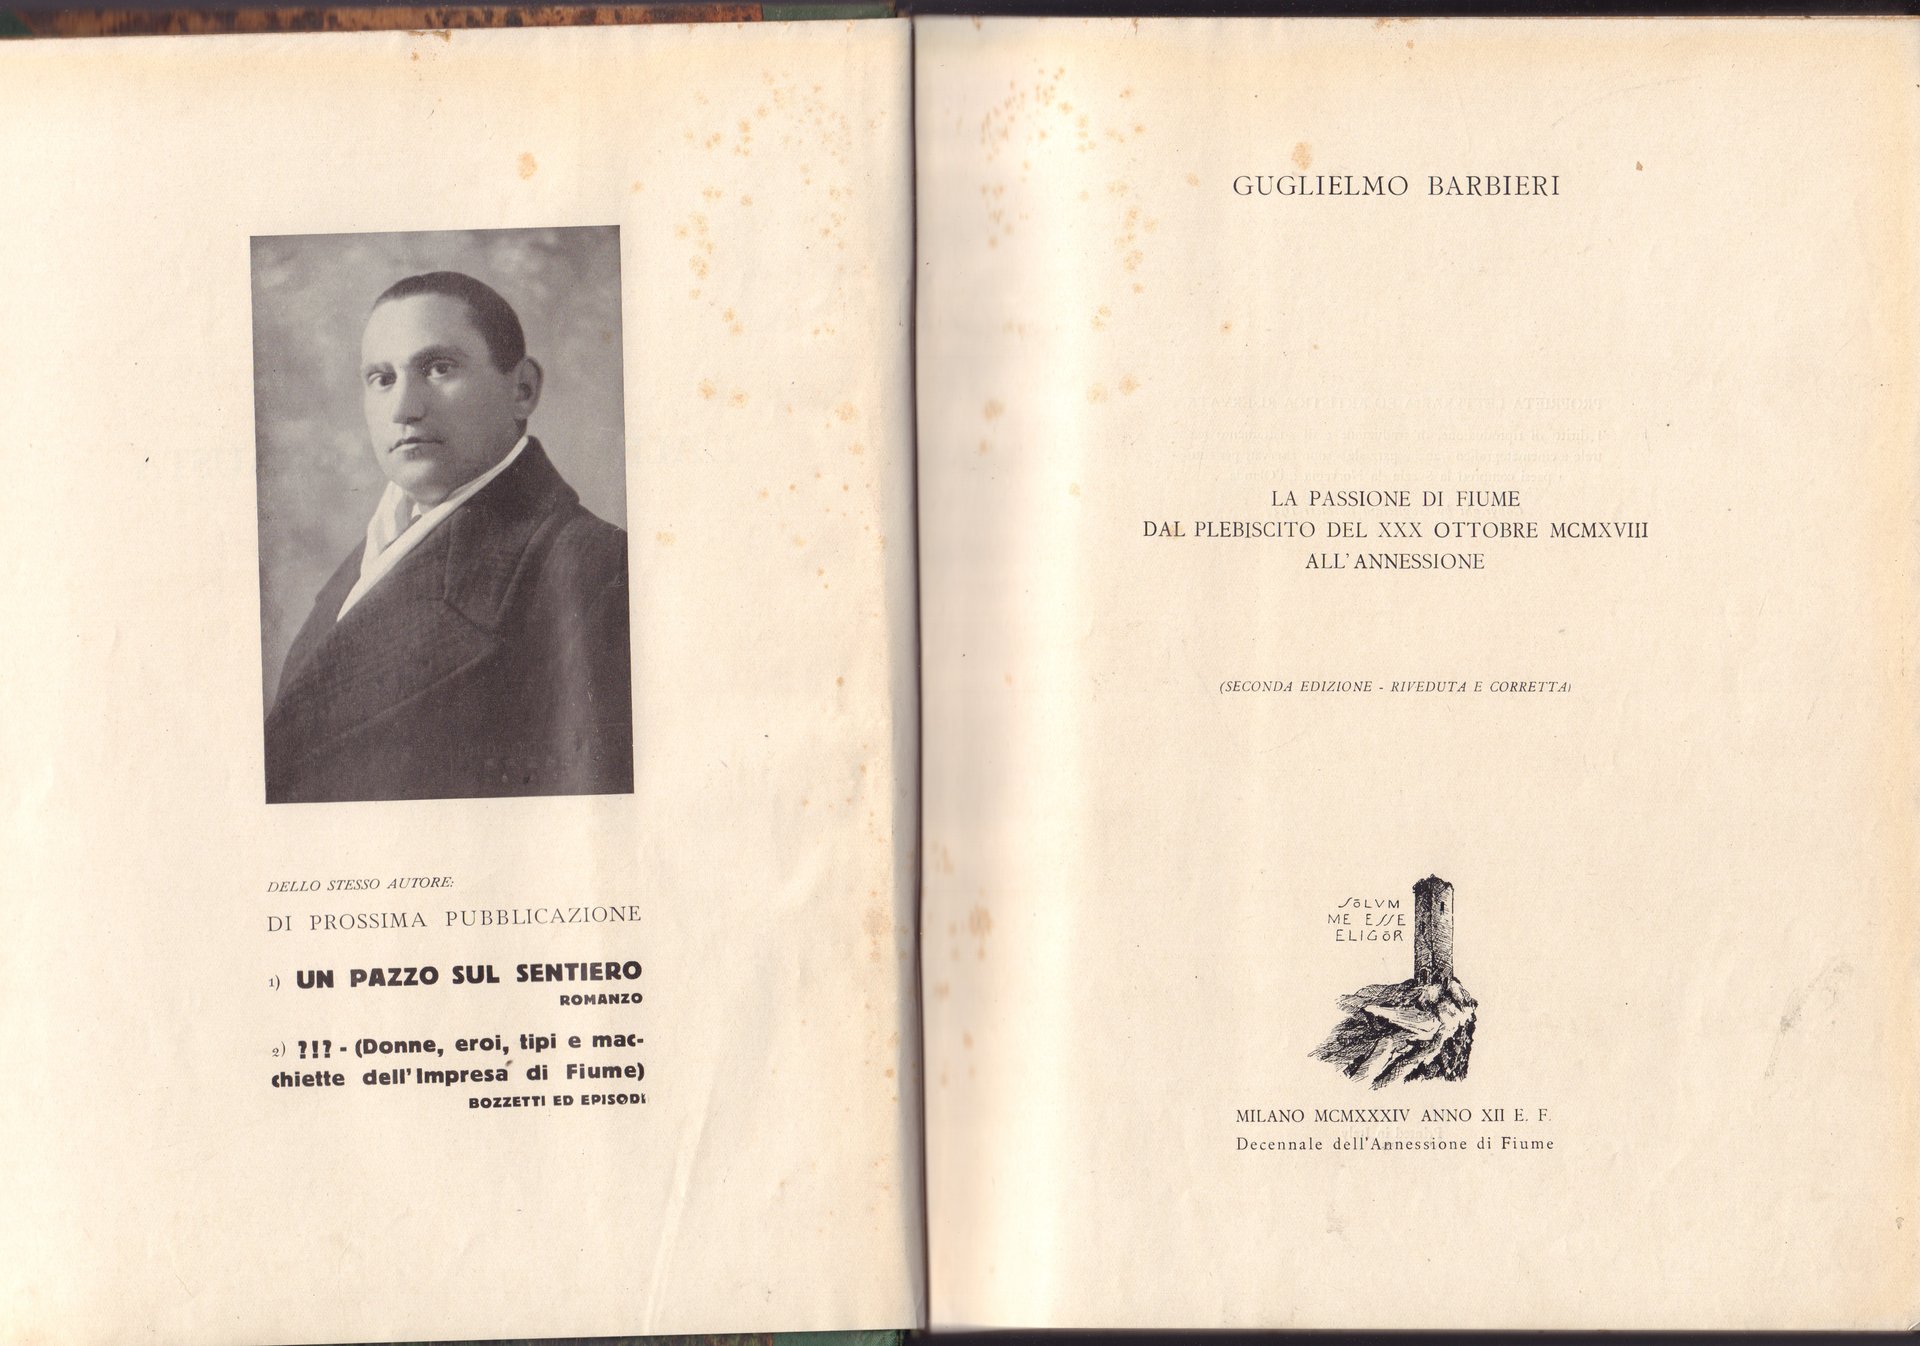 DELLO STESSO AUTORE:
DI PROSSIMA PUBBLICAZIONE
1) UN PAZZO SUL SENTIERO
ROMANZO
2) ?!? - (Donne, eroi, tipi e mac-
chiette dell'Impresa di Fiume)
BOZZETTI ED EPISODI
GUGLIELMO BARBIERI
LA PASSIONE DI FIUME
DAL PLEBISCITO DEL XXX OTTOBRE MCMXVIII
ALL'ANNESSIONE
(SECONDA EDIZIONE - RIVEDUTA E CORRETTA)
SŌLVM
ME ESSE
ELIGŌR
MILANO MCMXXXIV ANNO XII E. F.
Decennale dell'Annessione di Fiume